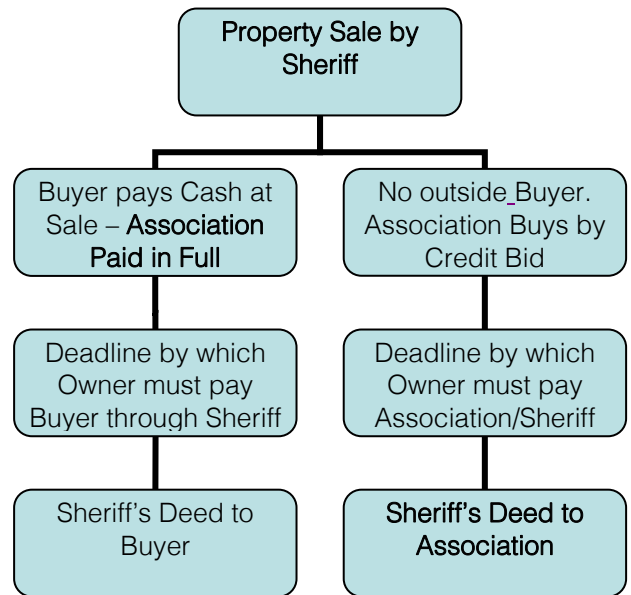 Property Sale by
Sheriff
Buyer pays Cash at
Sale – Association
Paid in Full
No outside Buyer.
Association Buys by
Credit Bid
Deadline by which
Owner must pay
Buyer through Sheriff
Deadline by which
Owner must pay
Association/Sheriff
Sheriff’s Deed to
Buyer
Sheriff’s Deed to
Association